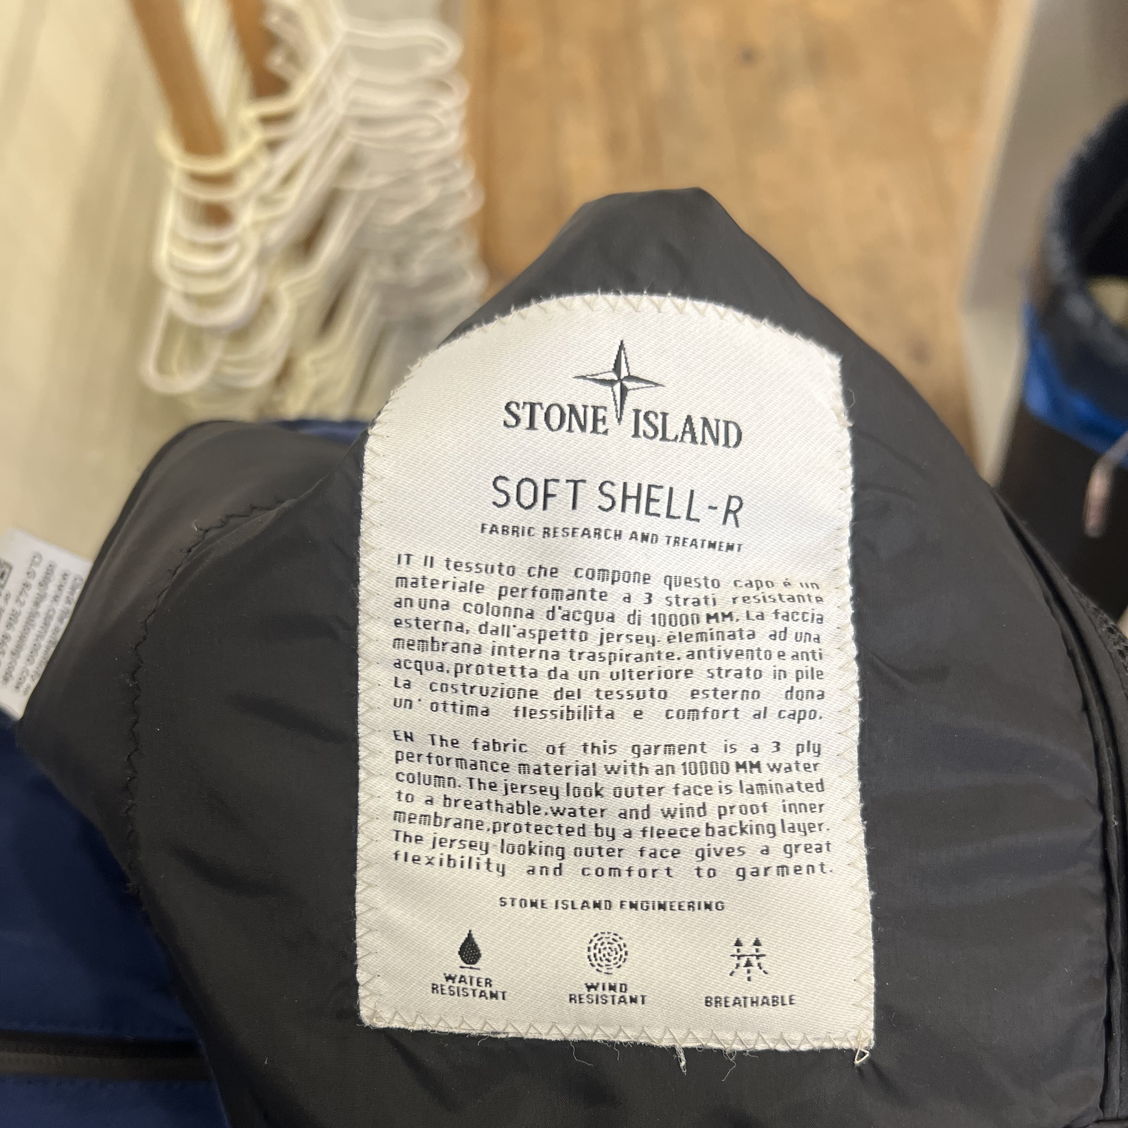 STONE ISLAND
SOFT SHELL-R
FABRIC RESEARCH AND TREATMENT
IT Il tessuto che compone questo capo é un
materiale perfomante a 3 strati resistante
an una colonna d'acqua di 10000 MM. La faccia
esterna, dall'aspetto jersey. eleminata ad una
membrana interna traspirante. antivento e anti
acqua, protetta da un ulteriore strato in pile
La costruzione del tessuto esterno dona
un' ottima flessibilita e comfort al capo.
EN The fabric of this garment is a 3 ply
performance material with an 10000 MM water
column. The jersey look outer face is laminated
to a breathable.water and wind proof inner
membrane,protected by a fleece backing layer.
The jersey-looking outer face gives a great
flexibility and comfort to garment.
STONE ISLAND ENGINEERING
WATER
RESISTANT
WIND
RESISTANT
BREATHABLE